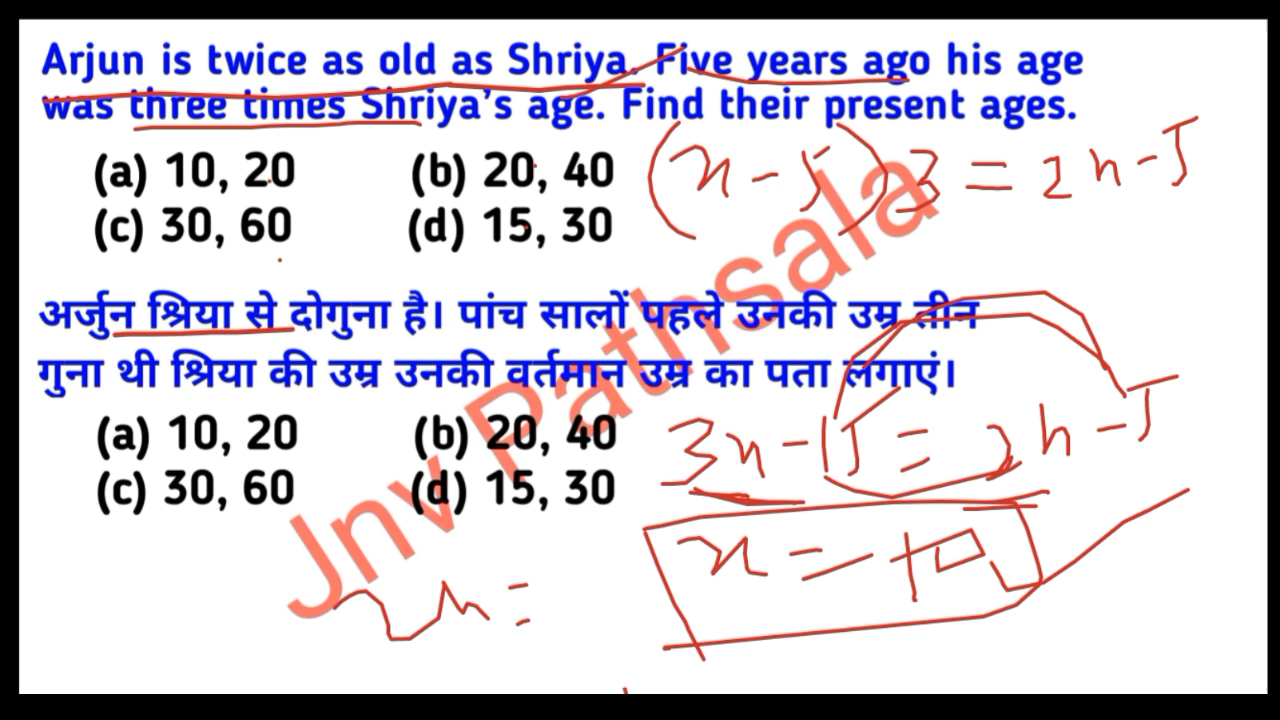 Arjun is twice as old as Shriya. Five years ago his age
was three times Shriya's age. Find their present ages.
(a) 10, 20 (b) 20, 40
(c) 30, 60 (d) 15, 30
(x - 5) 3 = 2x - 5
अर्जुन श्रिया से दोगुना है। पांच सालों पहले उनकी उम्र तीन
गुना थी श्रिया की उम्र उनकी वर्तमान उम्र का पता लगाएं।
(a) 10, 20 (b) 20, 40
(c) 30, 60 (d) 15, 30
3x - 15 = 2x - 5
x =
2x =
Jnv Pathsala